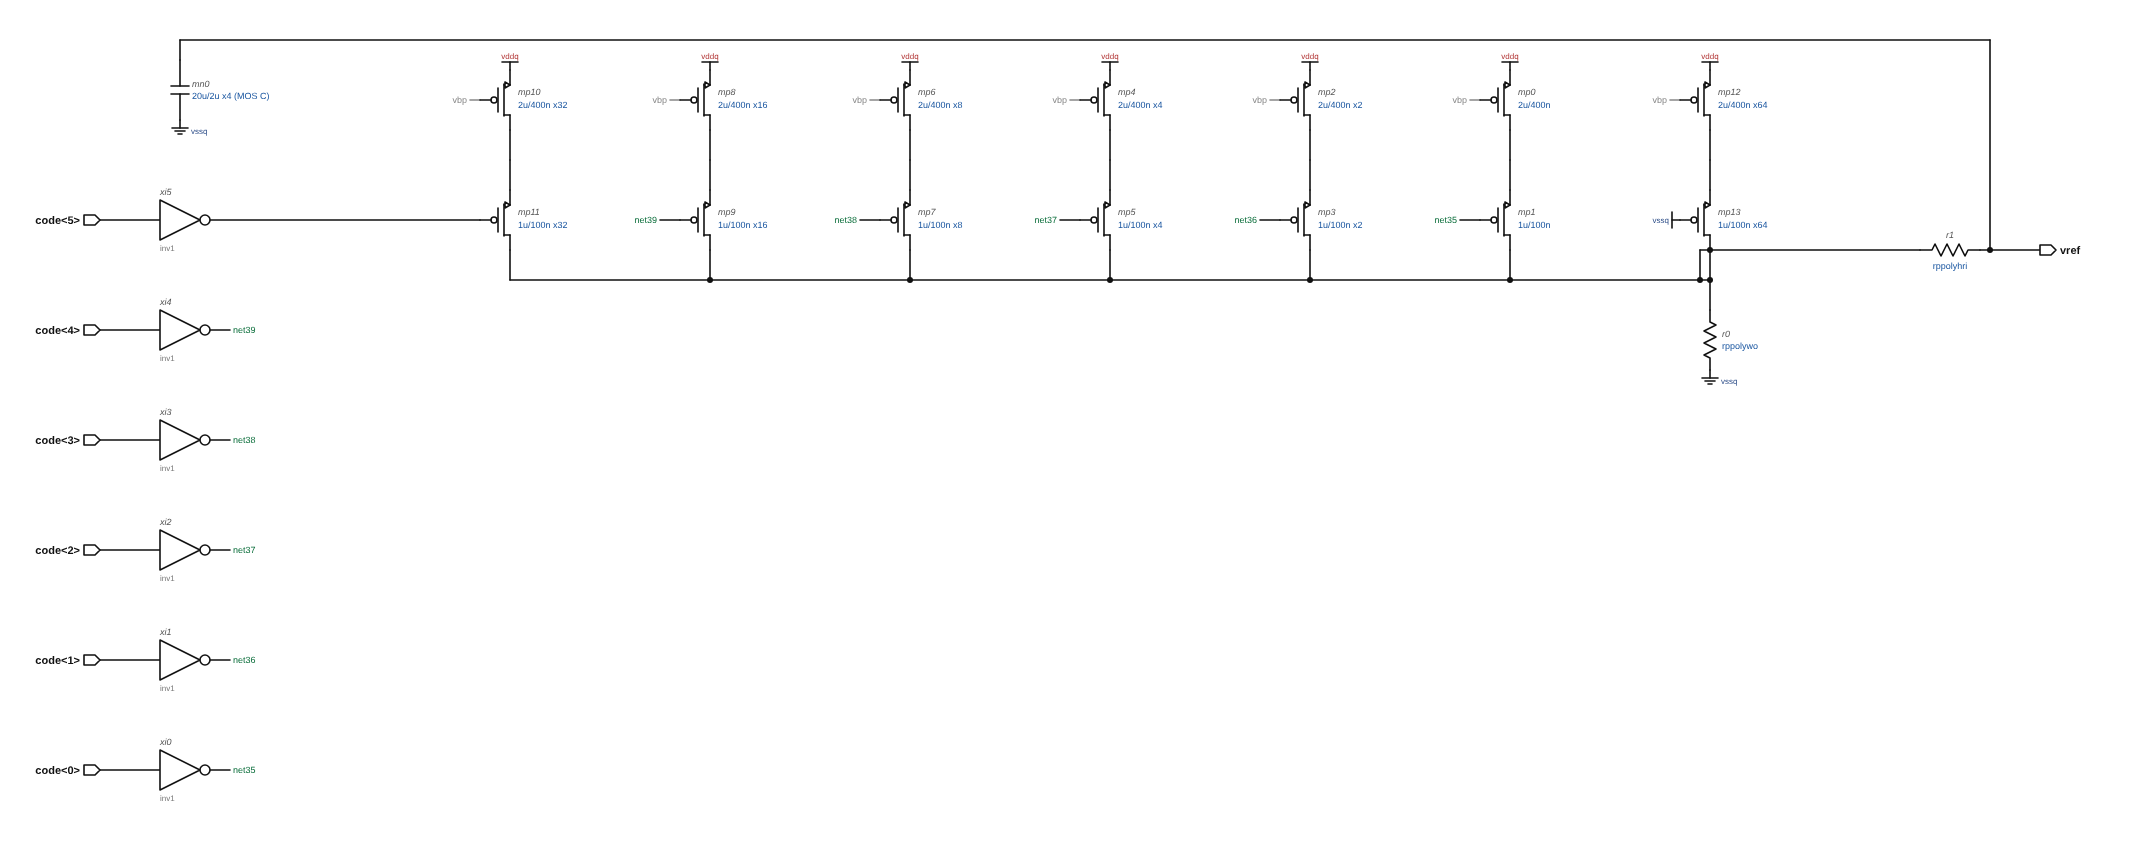 vddq vddq vddq vddq vddq vddq vddq
mn0
20u/2u x4 (MOS C)
vssq
vbp mp10 vbp mp8 vbp mp6 vbp mp4 vbp mp2 vbp mp0 vbp mp12
2u/400n x32 2u/400n x16 2u/400n x8 2u/400n x4 2u/400n x2 2u/400n 2u/400n x64
xi5
code<5>
inv1
mp11 net39 mp9 net38 mp7 net37 mp5 net36 mp3 net35 mp1 vssq mp13
1u/100n x32 1u/100n x16 1u/100n x8 1u/100n x4 1u/100n x2 1u/100n 1u/100n x64
r1
rppolyhri
vref
xi4
code<4> net39
inv1
r0
rppolywo
vssq
xi3
code<3> net38
inv1
xi2
code<2> net37
inv1
xi1
code<1> net36
inv1
xi0
code<0> net35
inv1